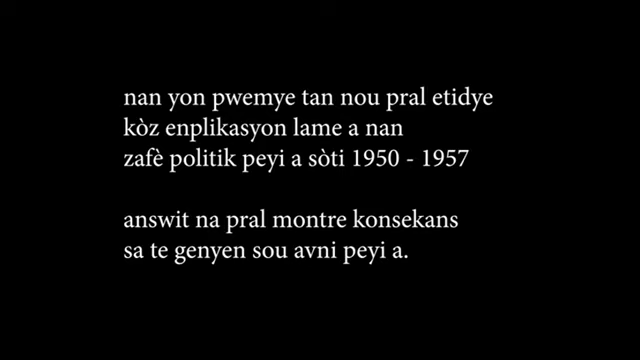 nan yon pwemye tan nou pral etidye
kòz enplikasyon lame a nan
zafè politik peyi a sòti 1950 - 1957
answit na pral montre konsekans
sa te genyen sou avni peyi a.